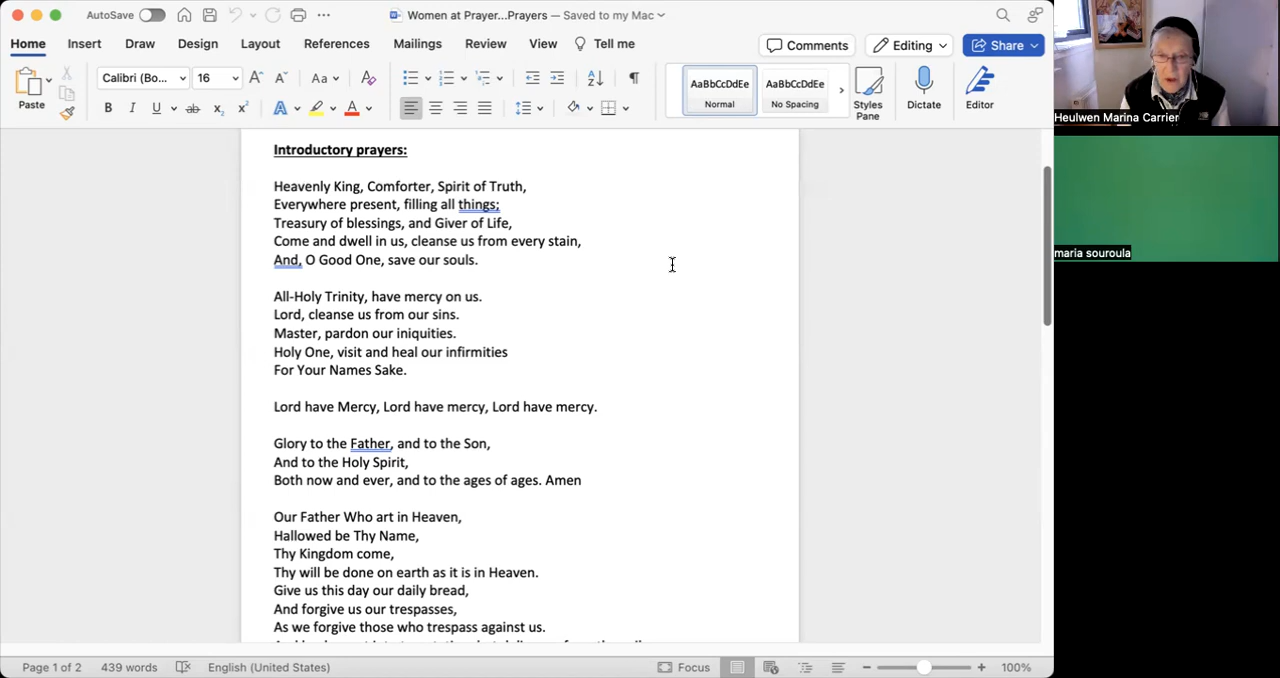 AutoSave
Women at Prayer...Prayers — Saved to my Mac
Home Insert Draw Design Layout References Mailings Review View Tell me
Comments Editing Share
Paste
Calibri (Bo... 16
AaBbCcDdEe AaBbCcDdEe
Normal No Spacing
Styles Pane
Dictate
Editor
Introductory prayers:
Heavenly King, Comforter, Spirit of Truth,
Everywhere present, filling all things;
Treasury of blessings, and Giver of Life,
Come and dwell in us, cleanse us from every stain,
And, O Good One, save our souls.
All-Holy Trinity, have mercy on us.
Lord, cleanse us from our sins.
Master, pardon our iniquities.
Holy One, visit and heal our infirmities
For Your Names Sake.
Lord have Mercy, Lord have mercy, Lord have mercy.
Glory to the Father, and to the Son,
And to the Holy Spirit,
Both now and ever, and to the ages of ages. Amen
Our Father Who art in Heaven,
Hallowed be Thy Name,
Thy Kingdom come,
Thy will be done on earth as it is in Heaven.
Give us this day our daily bread,
And forgive us our trespasses,
As we forgive those who trespass against us.
Page 1 of 2 439 words English (United States) Focus 100%
Heulwen Marina Carrier
maria souroula